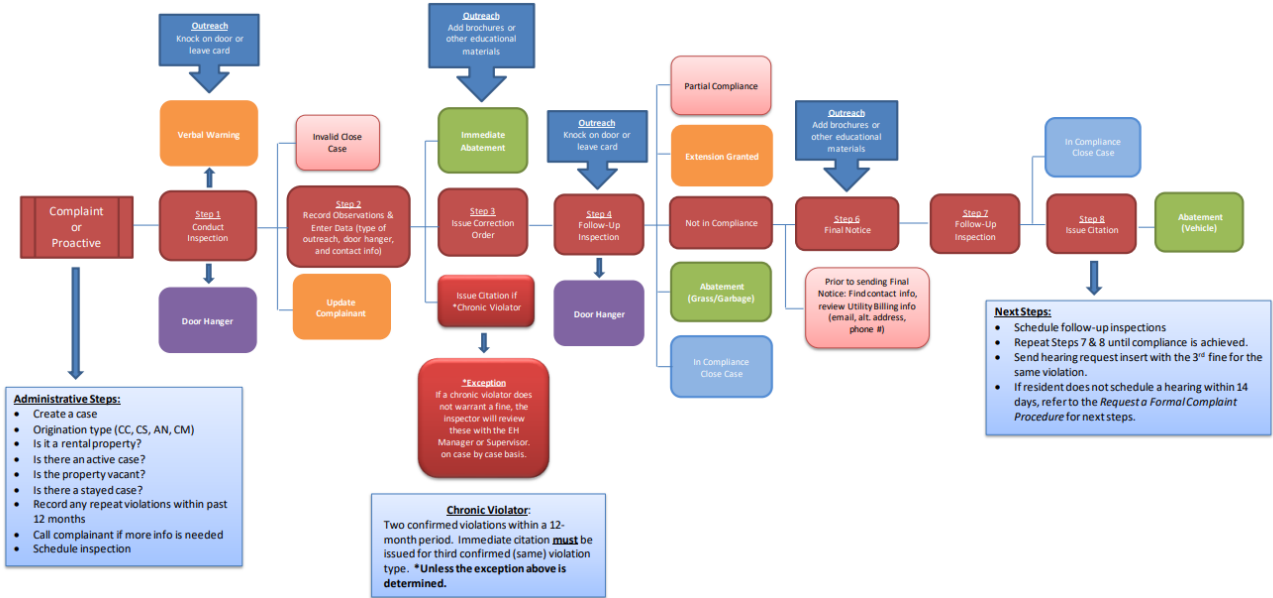 Outreach
Knock on door or
leave card
Outreach
Add brochures or
other educational
materials
Verbal Warning
Invalid Close
Case
Immediate
Abatement
Outreach
Knock on door or
leave card
Partial Compliance
Extension Granted
Outreach
Add brochures or
other educational
materials
In Compliance
Close Case
Complaint
or
Proactive
Step 1
Conduct
Inspection
Step 2
Record Observations &
Enter Data (type of
outreach, door hanger,
and contact info)
Step 3
Issue Correction
Order
Step 4
Follow-Up
Inspection
Not in Compliance
Step 6
Final Notice
Step 7
Follow-Up
Inspection
Step 8
Issue Citation
Abatement
(Vehicle)
Door Hanger
Update
Complainant
Issue Citation if
*Chronic Violator
Door Hanger
Abatement
(Grass/Garbage)
Prior to sending Final
Notice: Find contact info,
review Utility Billing info
(email, alt. address,
phone #)
In Compliance
Close Case
*Exception
If a chronic violator does
not warrant a fine, the
inspector will review
these with the EH
Manager or Supervisor.
on case by case basis.
Next Steps:
• Schedule follow-up inspections
• Repeat Steps 7 & 8 until compliance is achieved.
• Send hearing request insert with the 3rd fine for the
same violation.
• If resident does not schedule a hearing within 14
days, refer to the Request a Formal Complaint
Procedure for next steps.
Administrative Steps:
• Create a case
• Origination type (CC, CS, AN, CM)
• Is it a rental property?
• Is there an active case?
• Is the property vacant?
• Is there a stayed case?
• Record any repeat violations within past
12 months
• Call complainant if more info is needed
• Schedule inspection
Chronic Violator:
Two confirmed violations within a 12-
month period. Immediate citation must be
issued for third confirmed (same) violation
type. *Unless the exception above is
determined.